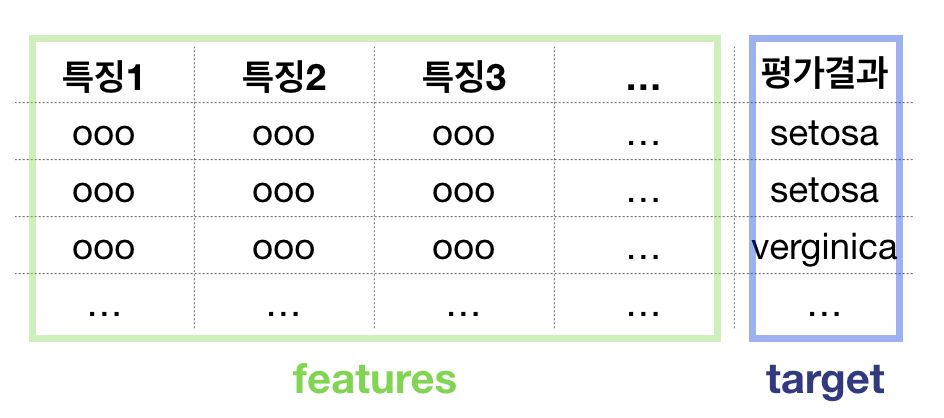 특징1 특징2 특징3 ... 평가결과
ooo ooo ooo ... setosa
ooo ooo ooo ... setosa
ooo ooo ooo ... verginica
... ... ... ... ...
features target